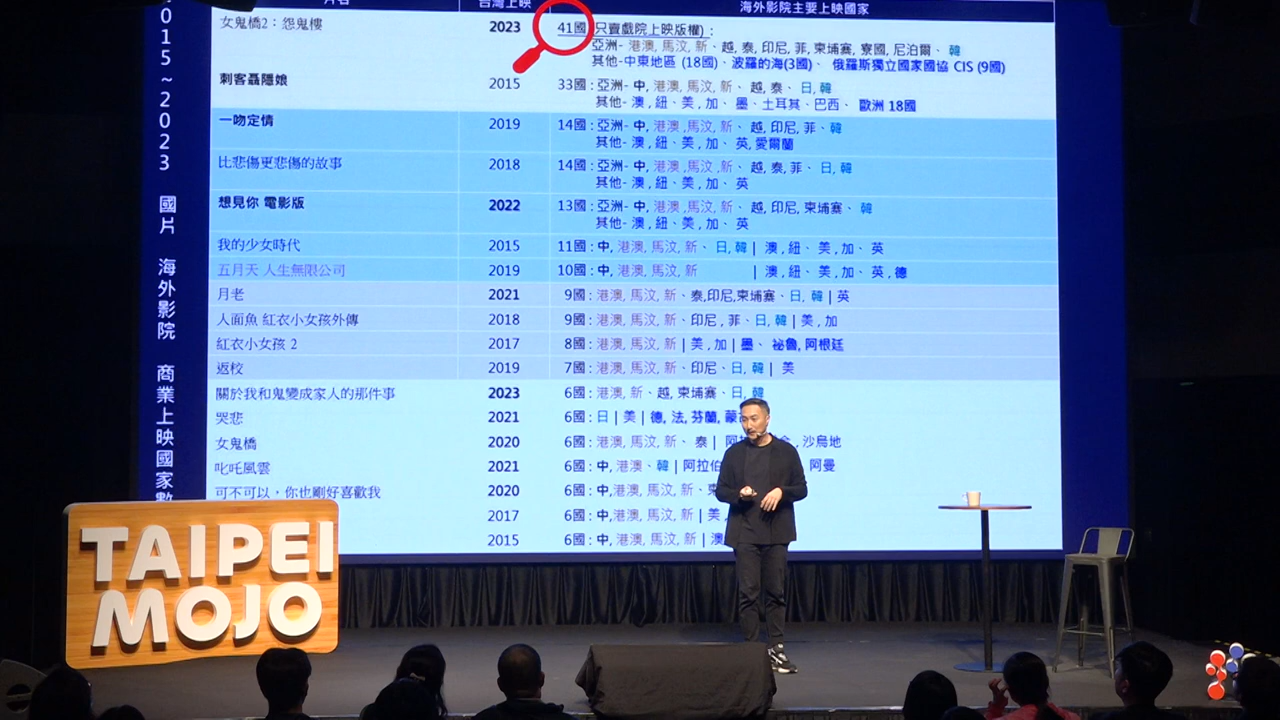 台灣上映 海外影院主要上映國家
2015~2023 國片 海外影院 商業上映國家數
女鬼橋2：怨鬼樓 2023 41國 (只賣戲院上映版權) :
亞洲- 港澳, 馬汶, 新、越, 泰, 印尼, 菲, 柬埔寨, 寮國, 尼泊爾、 韓
其他-中東地區 (18國)、波羅的海(3國)、 俄羅斯獨立國家國協 CIS (9國)
刺客聶隱娘 2015 33國 : 亞洲- 中, 港澳, 馬汶, 新、 越, 泰、 日, 韓
其他- 澳 , 紐、美 , 加、 墨、土耳其、巴西、 歐洲 18國
一吻定情 2019 14國 : 亞洲- 中, 港澳 ,馬汶, 新、 越, 印尼, 菲、韓
其他- 澳 , 紐、美 , 加、 英, 愛爾蘭
比悲傷更悲傷的故事 2018 14國 : 亞洲- 中, 港澳 ,馬汶, 新、 越, 泰, 菲、 日, 韓
其他- 澳 , 紐、美 , 加、 英
想見你 電影版 2022 13國 : 亞洲- 中, 港澳, 馬汶, 新、 越, 印尼, 柬埔寨、 韓
其他- 澳 , 紐、美 , 加、 英
我的少女時代 2015 11國 : 中, 港澳, 馬汶, 新、 日, 韓 | 澳 , 紐、 美 , 加、 英
五月天 人生無限公司 2019 10國 : 中, 港澳, 馬汶, 新 | 澳 , 紐、 美 , 加、 英 , 德
月老 2021 9國 : 港澳, 馬汶, 新、泰,印尼,柬埔寨、日, 韓 | 英
人面魚 紅衣小女孩外傳 2018 9國 : 港澳, 馬汶, 新、印尼 , 菲、日, 韓 | 美 , 加
紅衣小女孩 2 2017 8國 : 港澳, 馬汶, 新 | 美 , 加 | 墨、 祕魯, 阿根廷
返校 2019 7國 : 港澳, 馬汶, 新、印尼、日, 韓 | 美
關於我和鬼變成家人的那件事 2023 6國 : 港澳, 新、 越, 柬埔寨、日, 韓
哭悲 2021 6國 : 日 | 美 | 德, 法, 芬蘭, 蒙
女鬼橋 2020 6國 : 港澳, 馬汶, 新、 泰 | 阿 , 沙烏地
叱吒風雲 2021 6國 : 中, 港澳、韓 | 阿拉伯 阿曼
可不可以，你也剛好喜歡我 2020 6國 : 中,港澳, 馬汶, 新、
2017 6國 : 中,港澳, 馬汶, 新 | 美 ,
2015 6國 : 中, 港澳, 馬汶, 新 | 澳
TAIPEI
MOJO